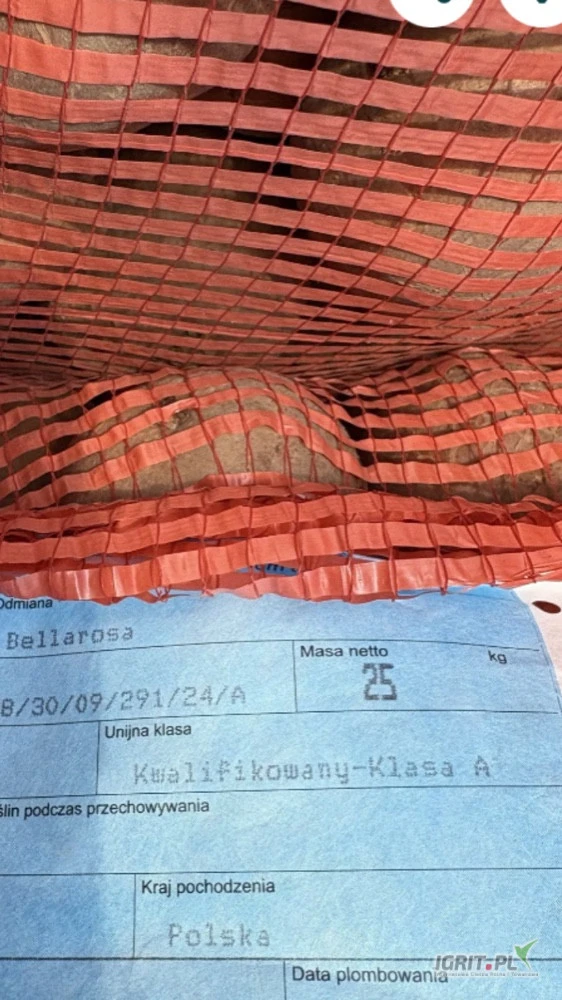 Odmiana
Bellarosa
Masa netto
kg
25
B/30/09/291/24/A
Unijna klasa
Kwalifikowany-Klasa A
ślin podczas przechowywania
Kraj pochodzenia
Polska
IGRIT.PL
Data plombowania